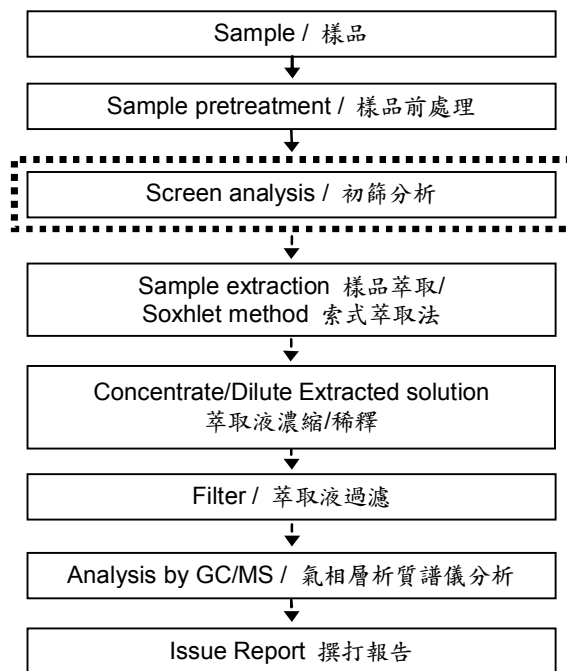 Sample / 樣品
Sample pretreatment / 樣品前處理
Screen analysis / 初篩分析
Sample extraction 樣品萃取/
Soxhlet method 索式萃取法
Concentrate/Dilute Extracted solution
萃取液濃縮/稀釋
Filter / 萃取液過濾
Analysis by GC/MS / 氣相層析質譜儀分析
Issue Report 撰打報告